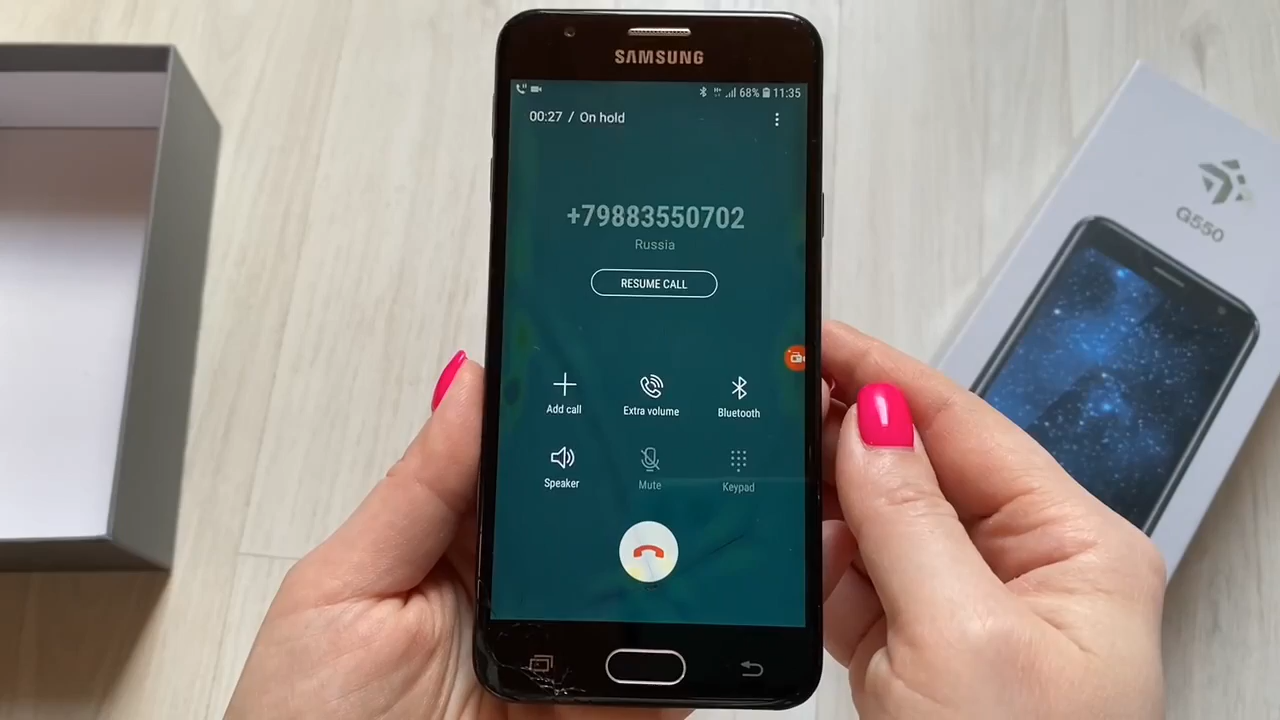 SAMSUNG
68% 11:35
00:27 / On hold
+79883550702
Russia
RESUME CALL
Add call
Extra volume
Bluetooth
Speaker
Mute
Keypad
G550